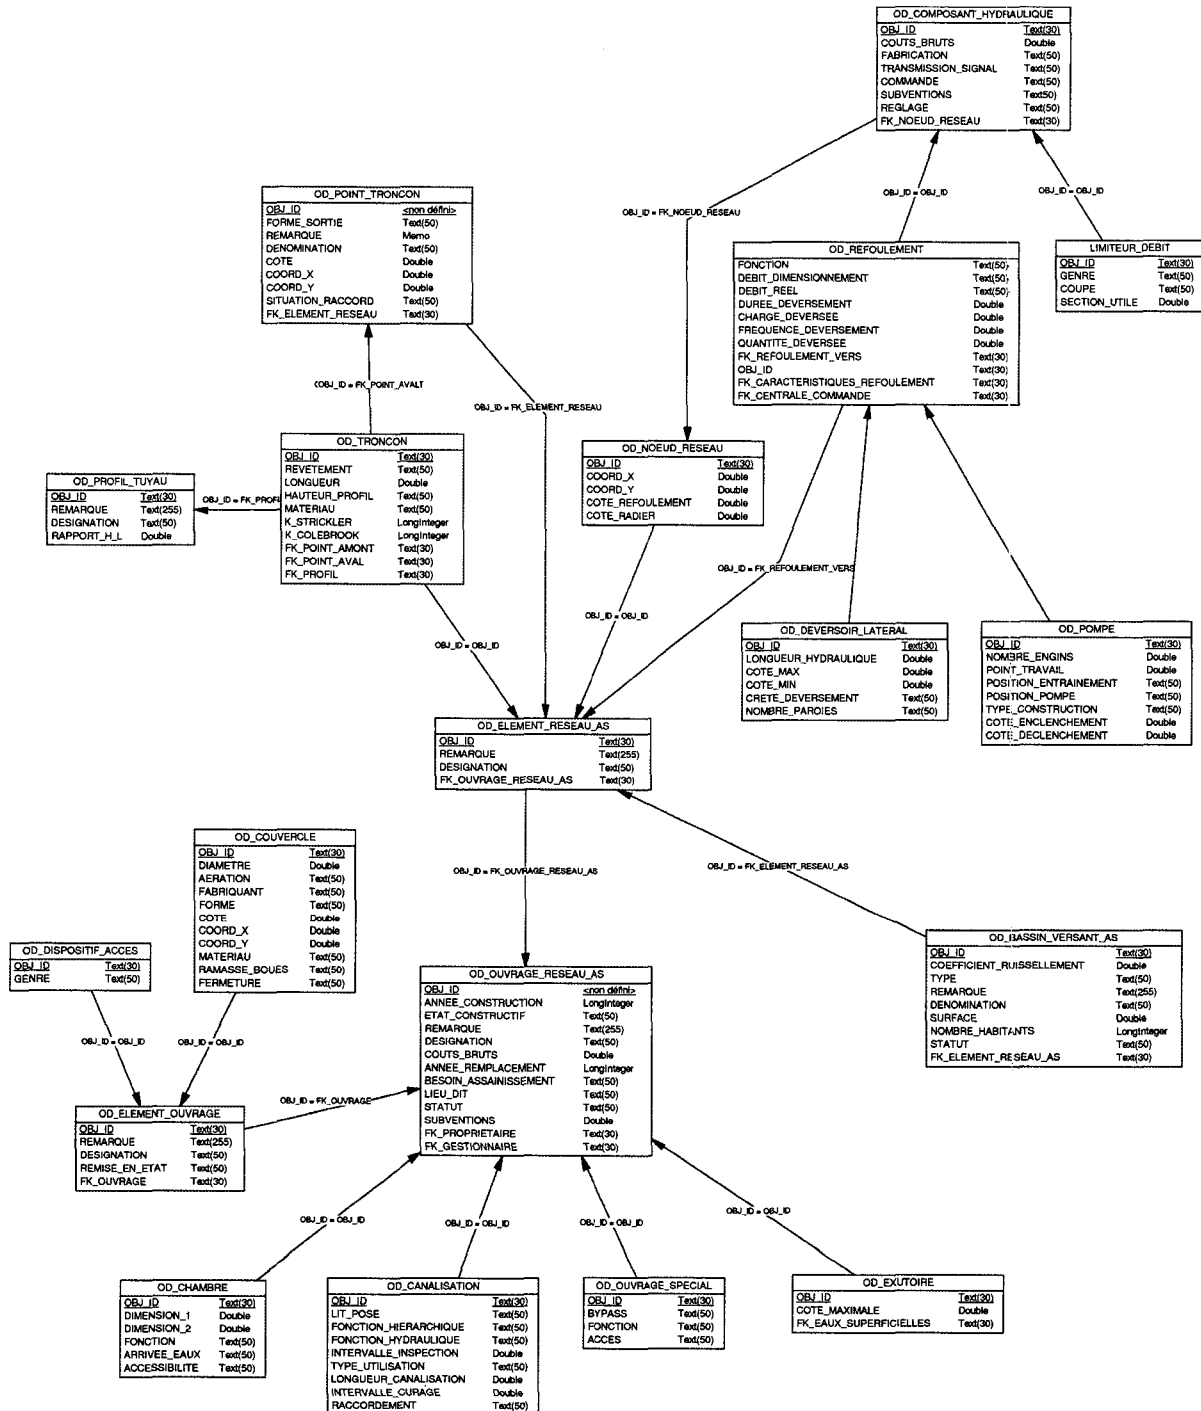 OD_COMPOSANT_HYDRAULIQUE
OBJ_ID Text(30)
COUTS_BRUTS Double
FABRICATION Text(50)
TRANSMISSION_SIGNAL Text(50)
COMMANDE Text(50)
SUBVENTIONS Text50)
REGLAGE Text(50)
FK_NOEUD_RESEAU Text(30)
OBJ_ID = OBJ_ID
OBJ_ID = OBJ_ID
OBJ_ID = FK_NOEUD_RESEAU
OD_POINT_TRONCON
OBJ_ID <non défini>
FORME_SORTIE Text(50)
REMARQUE Memo
DENOMINATION Text(50)
COTE Double
COORD_X Double
COORD_Y Double
SITUATION_RACCORD Text(50)
FK_ELEMENT_RESEAU Text(30)
OD_REFOULEMENT
FONCTION Text(50)
DEBIT_DIMENSIONNEMENT Text(50)
DEBIT_REEL Text(50)
DUREE_DEVERSEMENT Double
CHARGE_DEVERSEE Double
FREQUENCE_DEVERSEMENT Double
QUANTITE_DEVERSEE Double
FK_REFOULEMENT_VERS Text(30)
OBJ_ID Text(30)
FK_CARACTERISTIQUES_REFOULEMENT Text(30)
FK_CENTRALE_COMMANDE Text(30)
LIMITEUR_DEBIT
OBJ_ID Text(30)
GENRE Text(50)
COUPE Text(50)
SECTION_UTILE Double
(OBJ_ID = FK_POINT_AVALT
OBJ_ID = FK_ELEMENT_RESEAU
OD_TRONCON
OBJ_ID Text(30)
REVETEMENT Text(50)
LONGUEUR Double
HAUTEUR_PROFIL Text(50)
MATERIAU Text(50)
K_STRICKLER LongInteger
K_COLEBROOK LongInteger
FK_POINT_AMONT Text(30)
FK_POINT_AVAL Text(30)
FK_PROFIL Text(30)
OD_NOEUD_RESEAU
OBJ_ID Text(30)
COORD_X Double
COORD_Y Double
COTE_REFOULEMENT Double
COTE_RADIER Double
OD_PROFIL_TUYAU
OBJ_ID Text(30)
REMARQUE Text(255)
DESIGNATION Text(50)
RAPPORT_H_L Double
OBJ_ID = FK_PROFI
OBJ_ID = FK_REFOULEMENT_VERS
OBJ_ID = OBJ_ID
OBJ_ID = OBJ_ID
OD_DEVERSOIR_LATERAL
OBJ_ID Text(30)
LONGUEUR_HYDRAULIQUE Double
COTE_MAX Double
COTE_MIN Double
CRETE_DEVERSEMENT Text(50)
NOMBRE_PAROIES Text(50)
OD_POMPE
OBJ_ID Text(30)
NOMBRE_ENGINS Double
POINT_TRAVAIL Double
POSITION_ENTRAINEMENT Text(50)
POSITION_POMPE Text(50)
TYPE_CONSTRUCTION Text(50)
COTE_ENCLENCHEMENT Double
COTE_DECLENCHEMENT Double
OD_ELEMENT_RESEAU_AS
OBJ_ID Text(30)
REMARQUE Text(255)
DESIGNATION Text(50)
FK_OUVRAGE_RESEAU_AS Text(30)
OD_COUVERCLE
OBJ_ID Text(30)
DIAMETRE Double
AERATION Text(50)
FABRIQUANT Text(50)
FORME Text(50)
COTE Double
COORD_X Double
COORD_Y Double
MATERIAU Text(50)
RAMASSE_BOUES Text(50)
FERMETURE Text(50)
OBJ_ID = FK_OUVRAGE_RESEAU_AS
OBJ_ID = FK_ELEMENT_RESEAU_AS
OD_DISPOSITIF_ACCES
OBJ_ID Text(30)
GENRE Text(50)
OD_BASSIN_VERSANT_AS
OBJ_ID Text(30)
COEFFICIENT_RUISSELLEMENT Double
TYPE Text(50)
REMARQUE Text(255)
DENOMINATION Text(50)
SURFACE Double
NOMBRE_HABITANTS LongInteger
STATUT Text(50)
FK_ELEMENT_RESEAU_AS Text(30)
OD_OUVRAGE_RESEAU_AS
OBJ_ID <non défini>
ANNEE_CONSTRUCTION LongInteger
ETAT_CONSTRUCTIF Text(50)
REMARQUE Text(255)
DESIGNATION Text(50)
COUTS_BRUTS Double
ANNEE_REMPLACEMENT LongInteger
BESOIN_ASSAINISSEMENT Text(50)
LIEU_DIT Text(50)
STATUT Text(50)
SUBVENTIONS Double
FK_PROPRIETAIRE Text(30)
FK_GESTIONNAIRE Text(30)
OBJ_ID = OBJ_ID
OBJ_ID = OBJ_ID
OBJ_ID = FK_OUVRAGE
OD_ELEMENT_OUVRAGE
OBJ_ID Text(30)
REMARQUE Text(255)
DESIGNATION Text(50)
REMISE_EN_ETAT Text(50)
FK_OUVRAGE Text(30)
OBJ_ID = OBJ_ID
OBJ_ID = OBJ_ID
OBJ_ID = OBJ_ID
OBJ_ID = OBJ_ID
OD_CHAMBRE
OBJ_ID Text(30)
DIMENSION_1 Double
DIMENSION_2 Double
FONCTION Text(50)
ARRIVEE_EAUX Text(50)
ACCESSIBILITE Text(50)
OD_CANALISATION
OBJ_ID Text(30)
LIT_POSE Text(50)
FONCTION_HIERARCHIQUE Text(50)
FONCTION_HYDRAULIQUE Text(50)
INTERVALLE_INSPECTION Double
TYPE_UTILISATION Text(50)
LONGUEUR_CANALISATION Double
INTERVALLE_CURAGE Double
RACCORDEMENT Text(50)
OD_OUVRAGE_SPECIAL
OBJ_ID Text(30)
BYPASS Text(50)
FONCTION Text(50)
ACCES Text(50)
OD_EXUTOIRE
OBJ_ID Text(30)
COTE_MAXIMALE Double
FK_EAUX_SUPERFICIELLES Text(30)